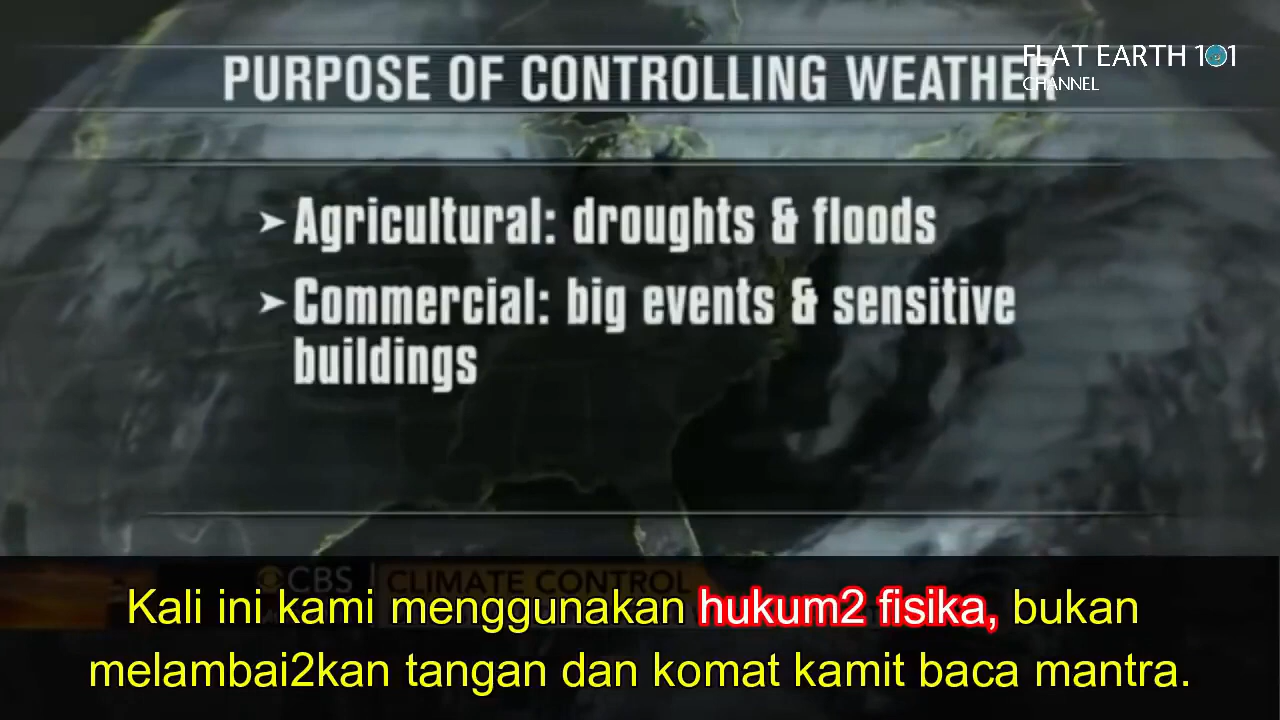 FLAT EARTH 101
CHANNEL
PURPOSE OF CONTROLLING WEATHER
➤ Agricultural: droughts & floods
➤ Commercial: big events & sensitive
buildings
CBS | CLIMATE CONTROL
Kali ini kami menggunakan hukum2 fisika, bukan
melambai2kan tangan dan komat kamit baca mantra.